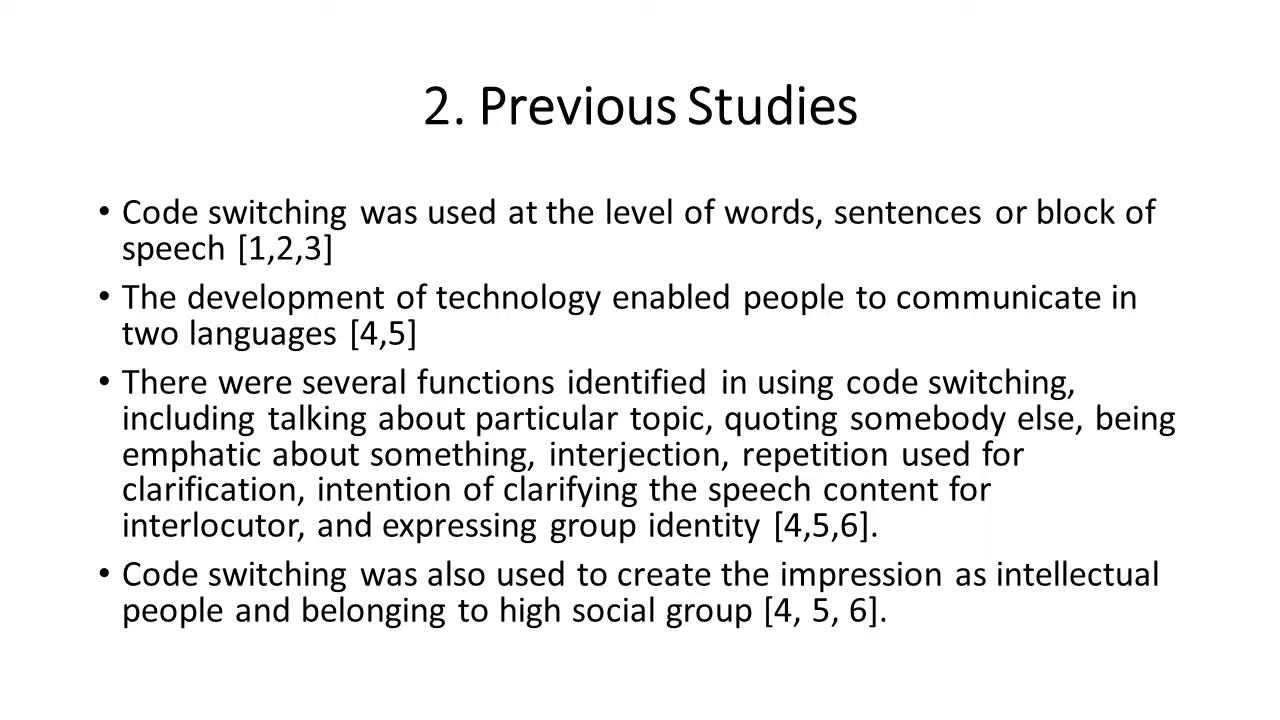 2. Previous Studies
• Code switching was used at the level of words, sentences or block of
speech [1,2,3]
• The development of technology enabled people to communicate in
two languages [4,5]
• There were several functions identified in using code switching,
including talking about particular topic, quoting somebody else, being
emphatic about something, interjection, repetition used for
clarification, intention of clarifying the speech content for
interlocutor, and expressing group identity [4,5,6].
• Code switching was also used to create the impression as intellectual
people and belonging to high social group [4, 5, 6].